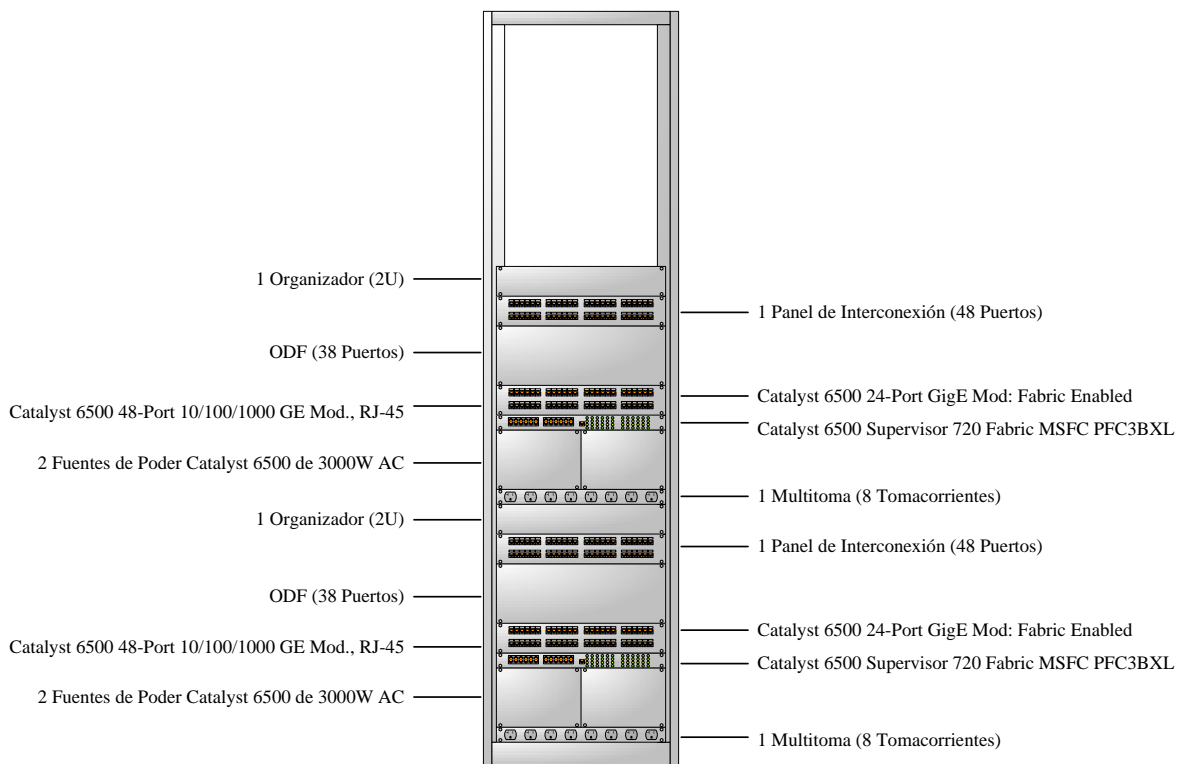 1 Organizador (2U)
1 Panel de Interconexión (48 Puertos)
ODF (38 Puertos)
Catalyst 6500 24-Port GigE Mod: Fabric Enabled
Catalyst 6500 48-Port 10/100/1000 GE Mod., RJ-45
Catalyst 6500 Supervisor 720 Fabric MSFC PFC3BXL
2 Fuentes de Poder Catalyst 6500 de 3000W AC
1 Multitoma (8 Tomacorrientes)
1 Organizador (2U)
1 Panel de Interconexión (48 Puertos)
ODF (38 Puertos)
Catalyst 6500 24-Port GigE Mod: Fabric Enabled
Catalyst 6500 48-Port 10/100/1000 GE Mod., RJ-45
Catalyst 6500 Supervisor 720 Fabric MSFC PFC3BXL
2 Fuentes de Poder Catalyst 6500 de 3000W AC
1 Multitoma (8 Tomacorrientes)